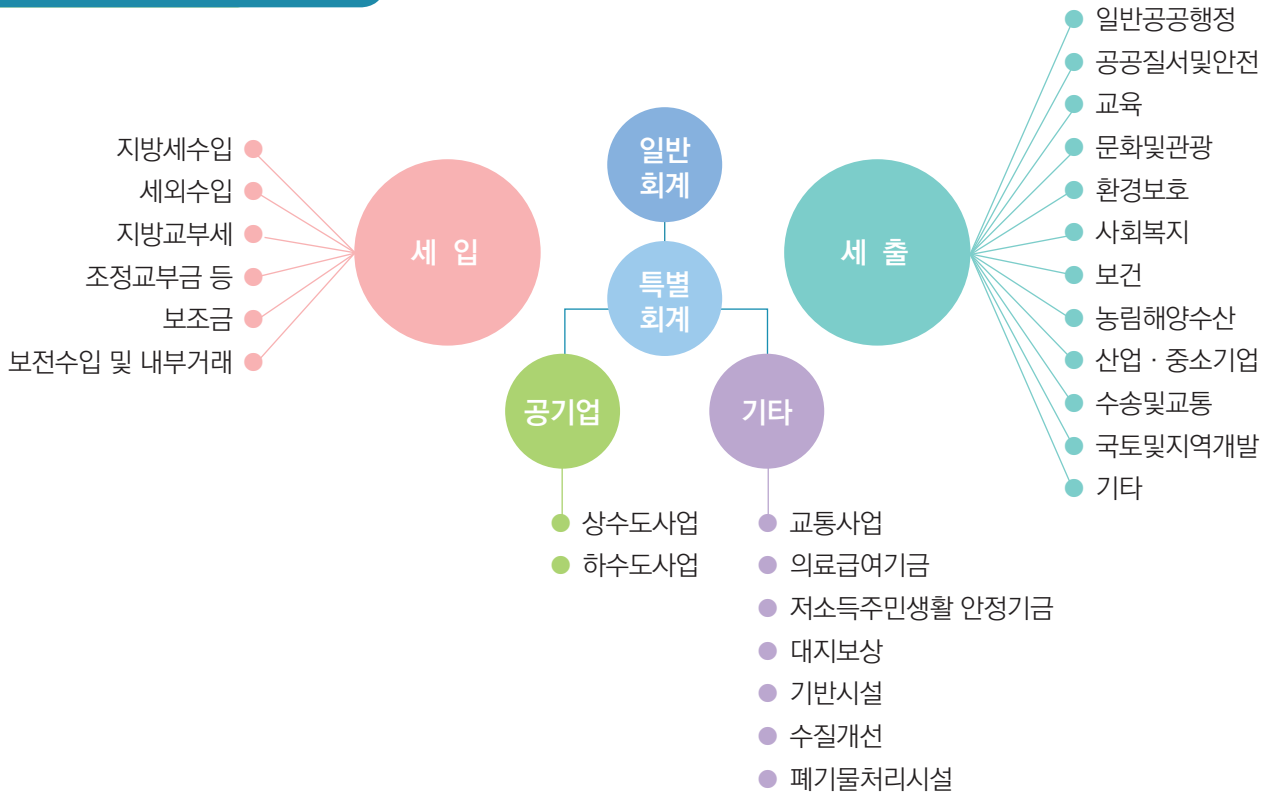 지방세수입
세외수입
지방교부세
조정교부금 등
보조금
보전수입 및 내부거래
세 입
일반
회계
특별
회계
공기업
상수도사업
하수도사업
기타
교통사업
의료급여기금
저소득주민생활 안정기금
대지보상
기반시설
수질개선
폐기물처리시설
세 출
일반공공행정
공공질서및안전
교육
문화및관광
환경보호
사회복지
보건
농림해양수산
산업 · 중소기업
수송및교통
국토및지역개발
기타